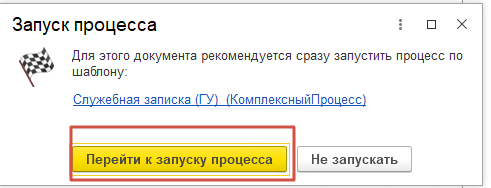 Запуск процесса
Для этого документа рекомендуется сразу запустить процесс по
шаблону:
Служебная записка (ГУ)  (КомплексныйПроцесс)
Перейти к запуску процесса
Не запускать